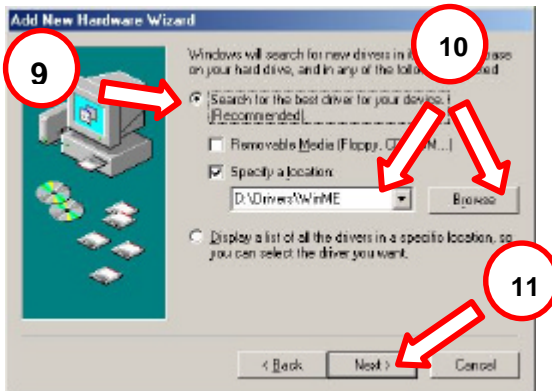 Add New Hardware Wizard
9
10
Windows will search for new drivers in
on your hard drive, and in any of the
Search for the best driver for your device.
(Recommended).
Removable Media (Floppy,
Specify a location:
D:\Drivers\WinME
Browse
Display a list of all the drivers in a specific location, so
you can select the driver you want.
11
< Back
Next >
Cancel